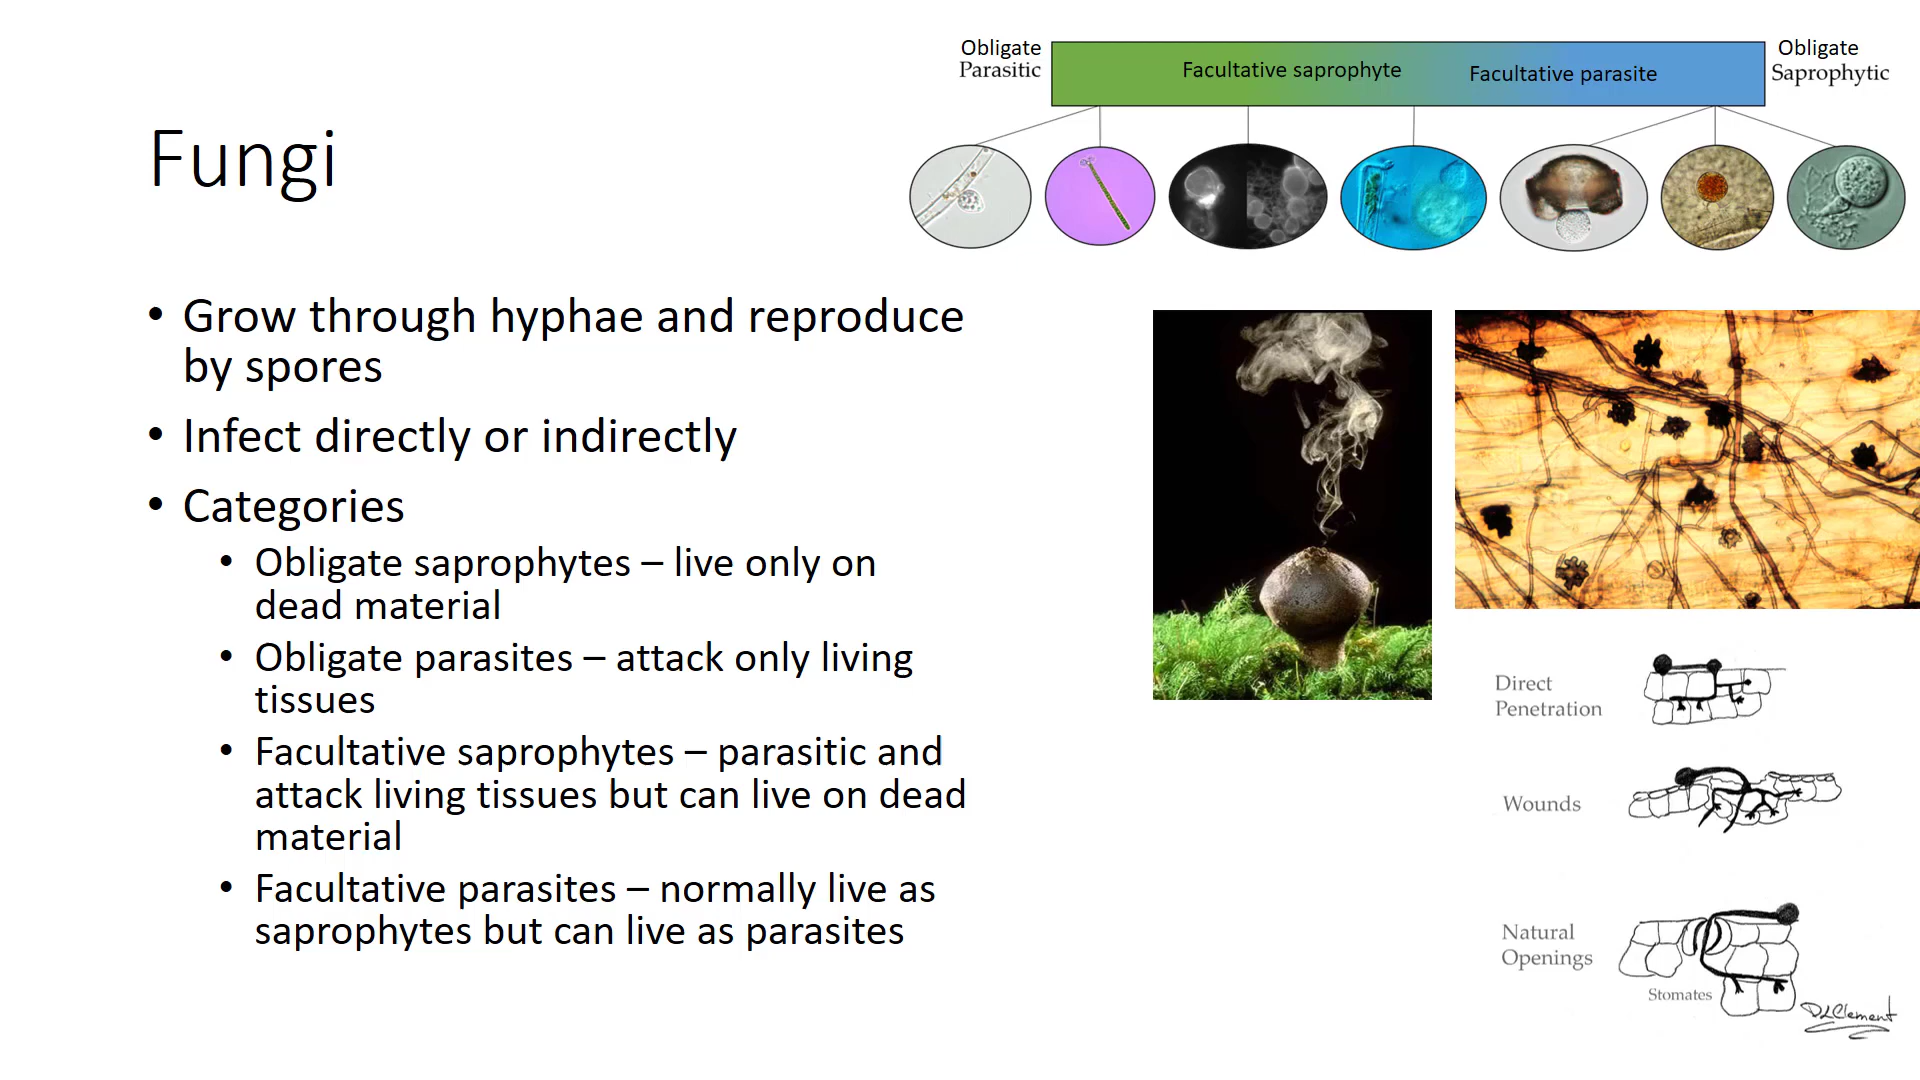 Obligate
Parasitic
Facultative saprophyte
Facultative parasite
Obligate
Saprophytic
Fungi
• Grow through hyphae and reproduce
by spores
• Infect directly or indirectly
• Categories
• Obligate saprophytes – live only on
dead material
• Obligate parasites – attack only living
tissues
• Facultative saprophytes – parasitic and
attack living tissues but can live on dead
material
• Facultative parasites – normally live as
saprophytes but can live as parasites
Direct
Penetration
Wounds
Natural
Openings
Stomates
DLClement